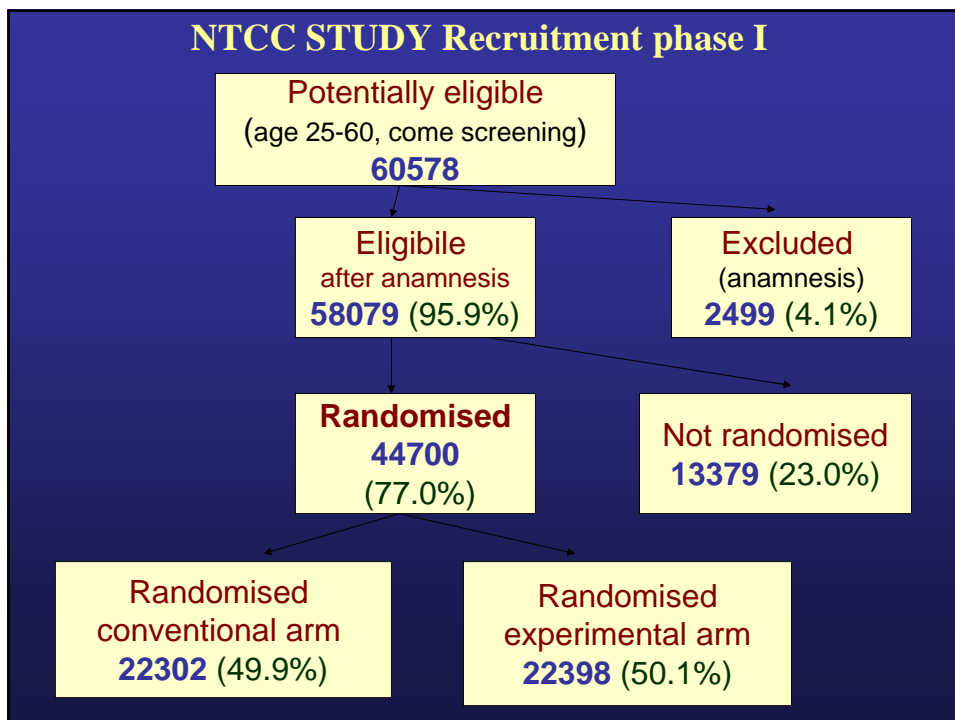 NTCC STUDY Recruitment phase I
Potentially eligible
(age 25-60, come screening)
60578
Eligibile
after anamnesis
58079 (95.9%)
Excluded
(anamnesis)
2499 (4.1%)
Randomised
44700
(77.0%)
Not randomised
13379 (23.0%)
Randomised
conventional arm
22302 (49.9%)
Randomised
experimental arm
22398 (50.1%)